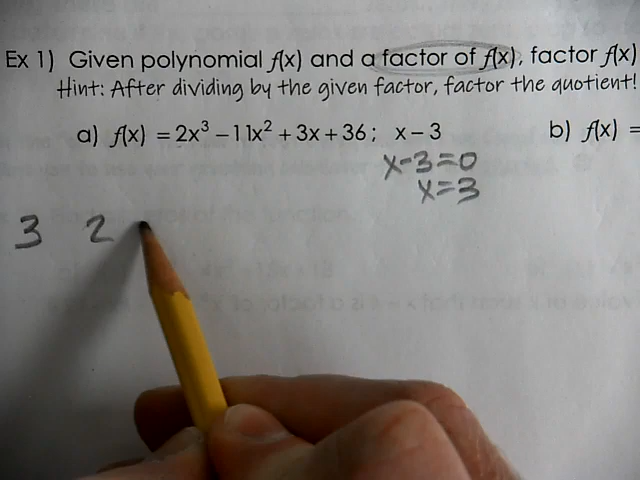 Ex 1) Given polynomial f(x) and a factor of f(x), factor f(x)
Hint: After dividing by the given factor, factor the quotient!
a) f(x) = 2x³ − 11x² + 3x + 36; x − 3 b) f(x) =
x-3=0
x=3
3 2